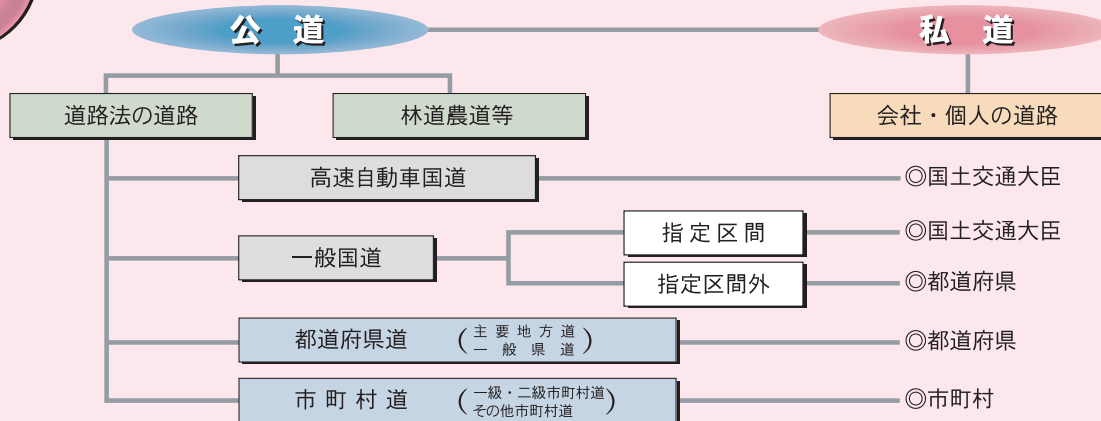 公 道
私 道
道路法の道路
林道農道等
会社・個人の道路
高速自動車国道
◎国土交通大臣
一般国道
指定区間
◎国土交通大臣
指定区間外
◎都道府県
都道府県道
(主要地方道
一般県道)
◎都道府県
市町村道
(一級・二級市町村道
その他市町村道)
◎市町村